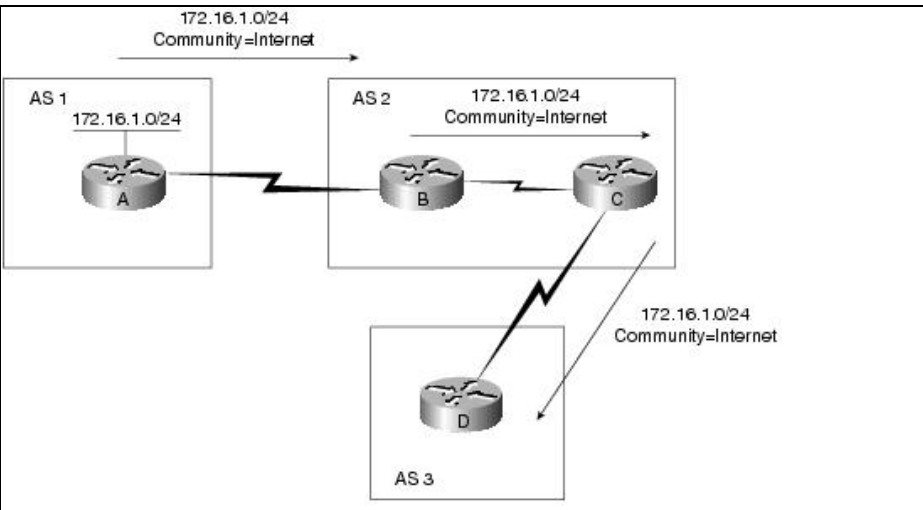 172.16.1.0/24
Community=Internet
AS 1
172.16.1.0/24
A
AS 2
172.16.1.0/24
Community=Internet
B
C
172.16.1.0/24
Community=Internet
D
AS 3